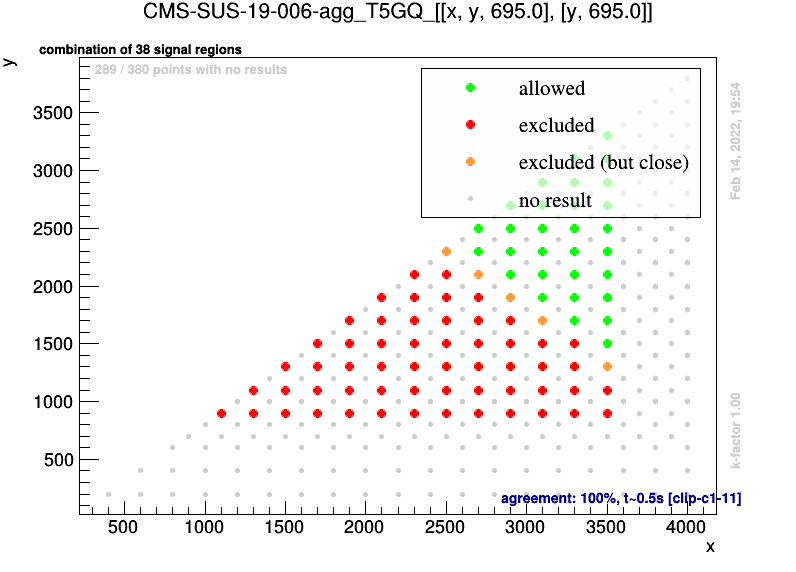 CMS-SUS-19-006-agg_T5GQ_[[x, y, 695.0], [y, 695.0]]
combination of 38 signal regions
y
289 / 380 points with no results
allowed
excluded
excluded (but close)
no result
3500
3000
2500
2000
1500
1000
500
Feb 14, 2022, 19:54
k-factor 1.00
agreement: 100%, t~0.5s [clip-c1-11]
500 1000 1500 2000 2500 3000 3500 4000
x